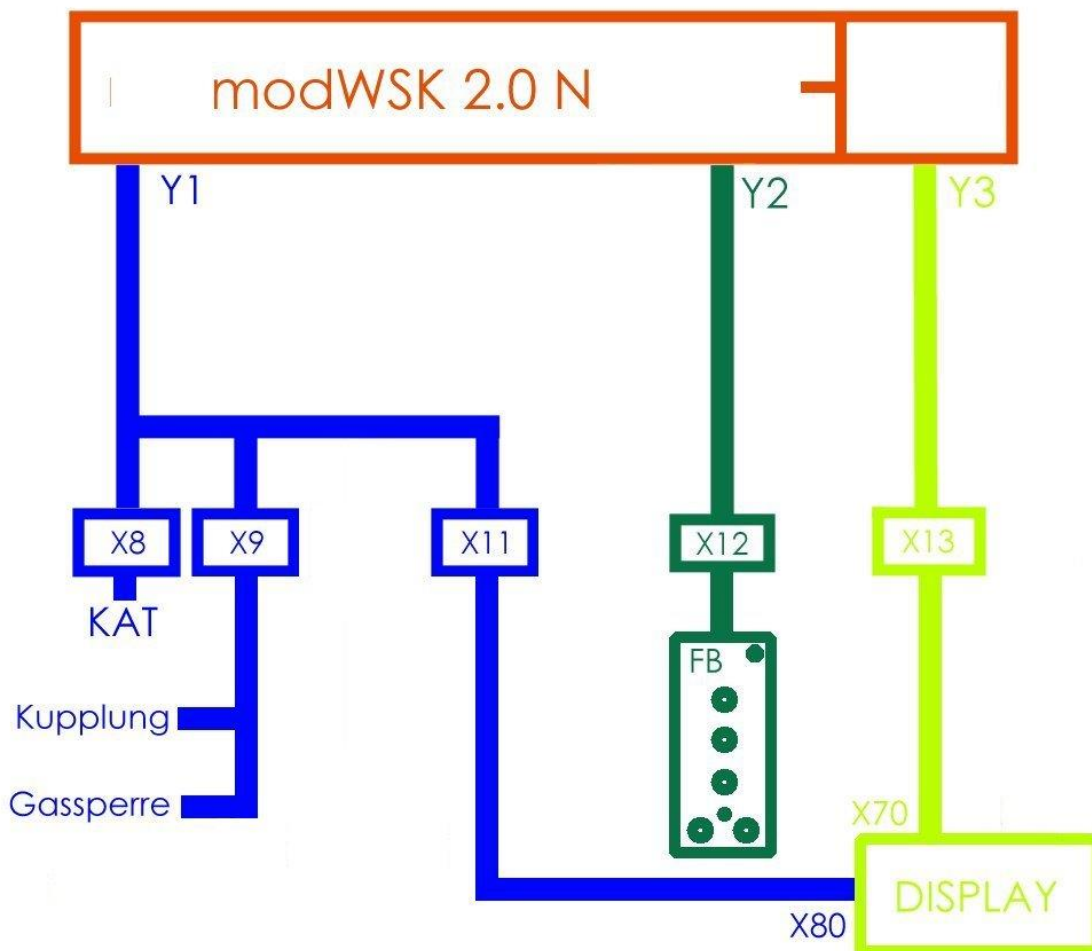 modWSK 2.0 N
Y1
Y2
Y3
X8
X9
X11
X12
X13
KAT
FB
Kupplung
Gassperre
X70
DISPLAY
X80